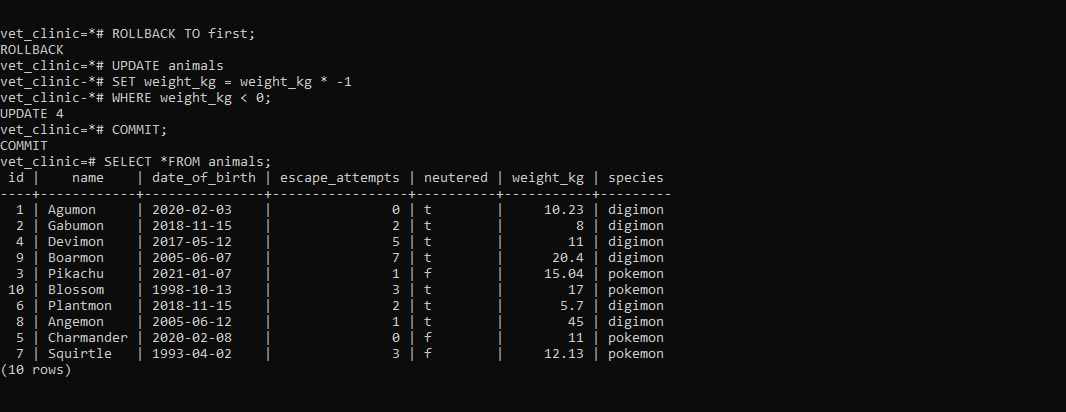 vet_clinic=*# ROLLBACK TO first;
ROLLBACK
vet_clinic=*# UPDATE animals
vet_clinic-*# SET weight_kg = weight_kg * -1
vet_clinic-*# WHERE weight_kg < 0;
UPDATE 4
vet_clinic=*# COMMIT;
COMMIT
vet_clinic=# SELECT *FROM animals;
 id |    name    | date_of_birth | escape_attempts | neutered | weight_kg | species
----+------------+---------------+-----------------+----------+-----------+---------
  1 | Agumon     | 2020-02-03    |               0 | t        |     10.23 | digimon
  2 | Gabumon    | 2018-11-15    |               2 | t        |         8 | digimon
  4 | Devimon    | 2017-05-12    |               5 | t        |        11 | digimon
  9 | Boarmon    | 2005-06-07    |               7 | t        |      20.4 | digimon
  3 | Pikachu    | 2021-01-07    |               1 | f        |     15.04 | pokemon
 10 | Blossom    | 1998-10-13    |               3 | t        |        17 | pokemon
  6 | Plantmon   | 2018-11-15    |               2 | t        |       5.7 | digimon
  8 | Angemon    | 2005-06-12    |               1 | t        |        45 | digimon
  5 | Charmander | 2020-02-08    |               0 | f        |        11 | pokemon
  7 | Squirtle   | 1993-04-02    |               3 | f        |     12.13 | pokemon
(10 rows)